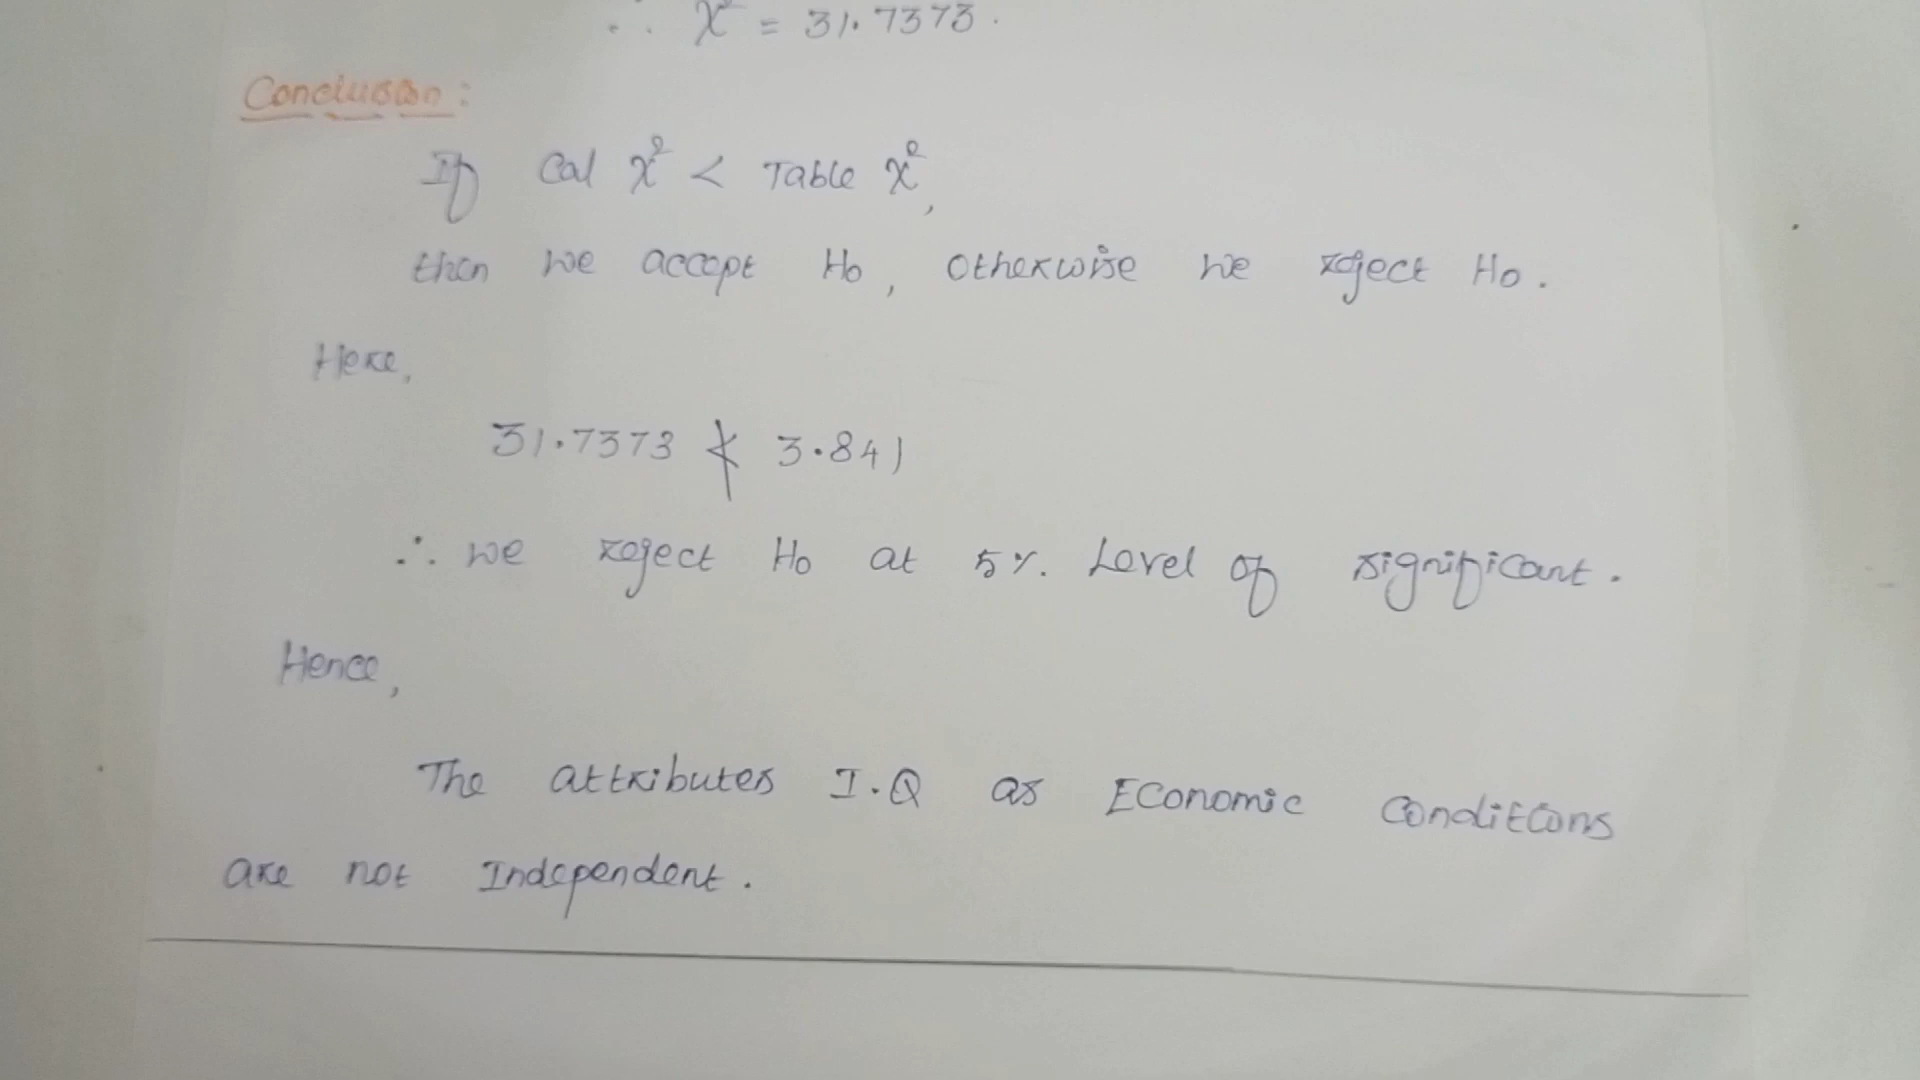 ∴ χ² = 31.7373.
Conclusion:
If Cal χ² < Table χ²,
then we accept H₀, otherwise we reject H₀.
Here,
31.7373 ≮ 3.841
∴ we reject H₀ at 5% Level of significant.
Hence,
The attributes I.Q as Economic Conditions
are not Independent.